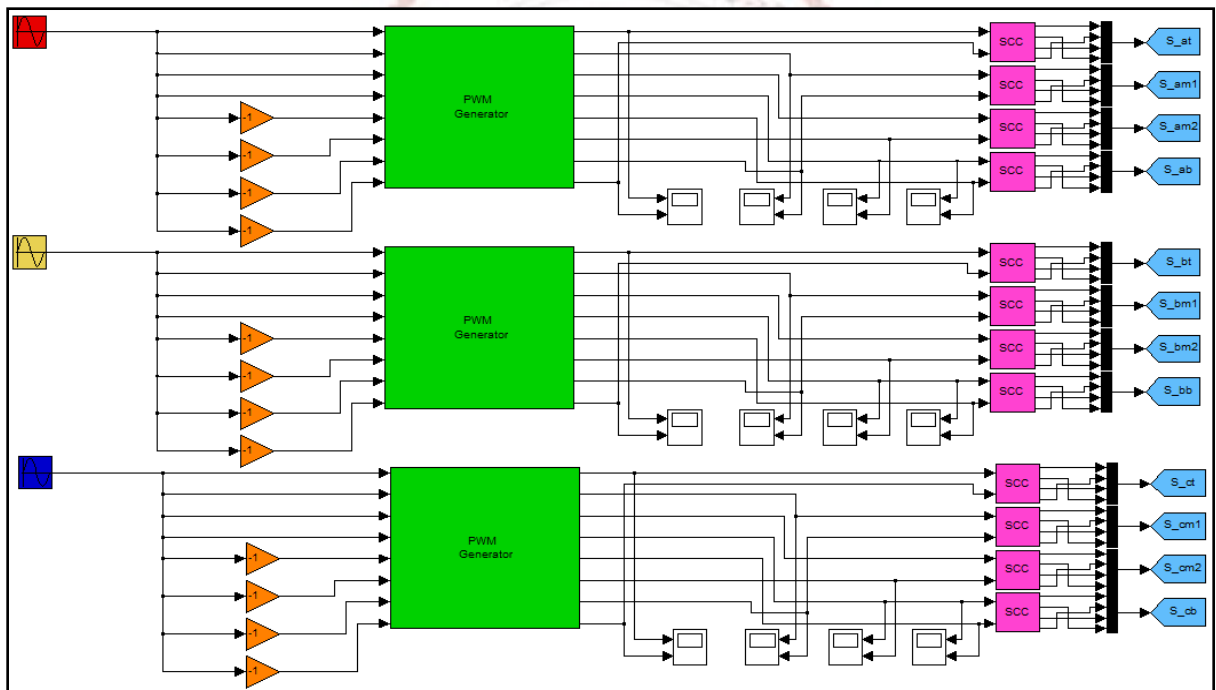 SCC
S_at
SCC
S_am1
PWM
Generator
SCC
S_am2
-1
-1
SCC
S_ab
-1
-1
SCC
S_bt
SCC
S_bm1
PWM
Generator
SCC
S_bm2
-1
-1
SCC
S_bb
-1
-1
SCC
S_ct
SCC
S_cm1
PWM
Generator
SCC
S_cm2
-1
-1
SCC
S_cb
-1
-1